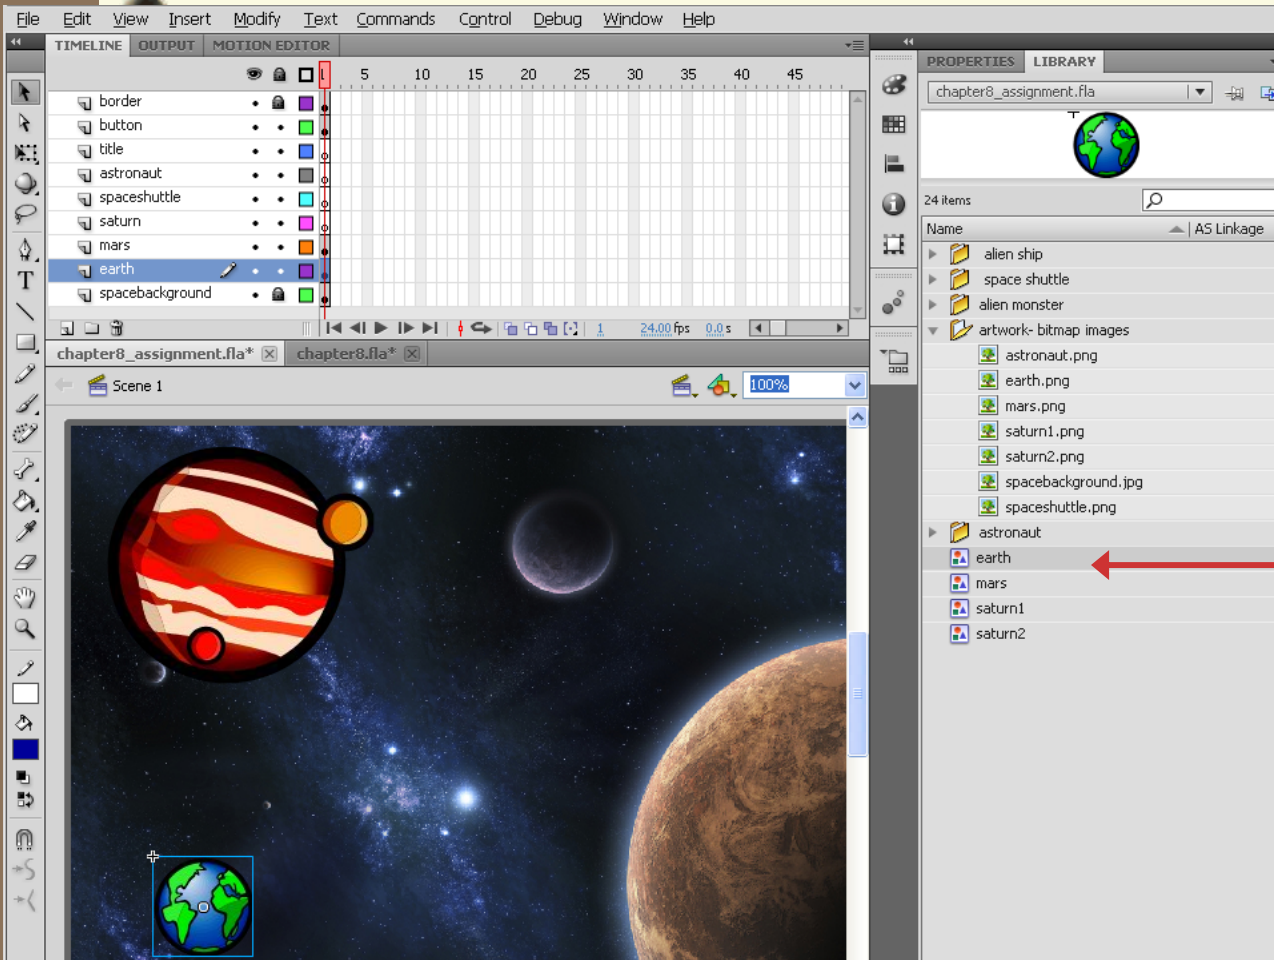 File Edit View Insert Modify Text Commands Control Debug Window Help
TIMELINE OUTPUT MOTION EDITOR
1 5 10 15 20 25 30 35 40 45
border
button
title
astronaut
spaceshuttle
saturn
mars
earth
spacebackground
1 24.00 fps 0.0 s
chapter8_assignment.fla* chapter8.fla*
Scene 1
100%
PROPERTIES LIBRARY
chapter8_assignment.fla
24 items
Name AS Linkage
alien ship
space shuttle
alien monster
artwork- bitmap images
astronaut.png
earth.png
mars.png
saturn1.png
saturn2.png
spacebackground.jpg
spaceshuttle.png
astronaut
earth
mars
saturn1
saturn2